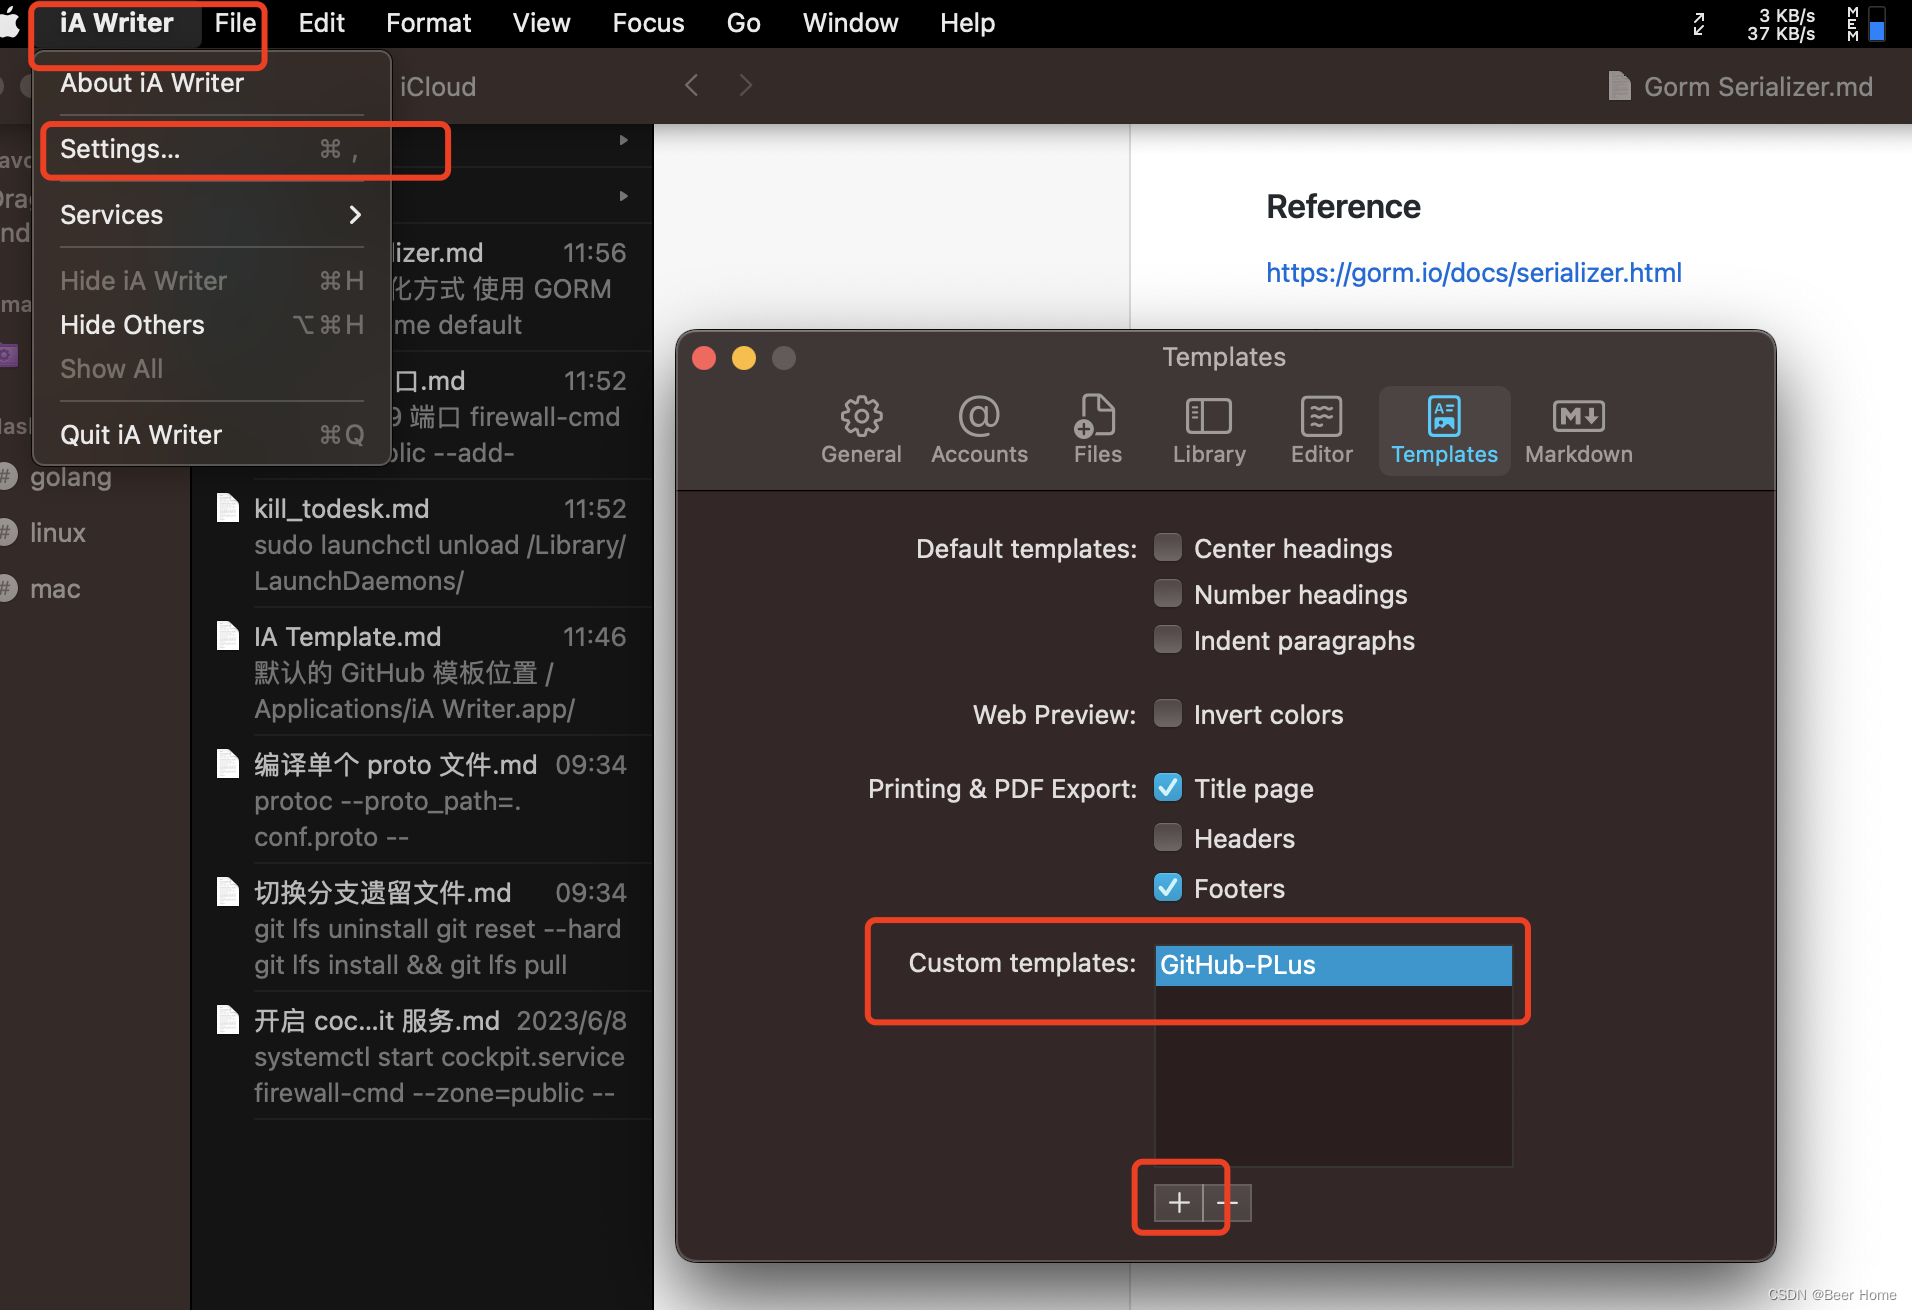 iA Writer File Edit Format View Focus Go Window Help
3 KB/s
37 KB/s
MEM
About iA Writer
Settings... ⌘ ,
Services
Hide iA Writer ⌘H
Hide Others ⌥⌘H
Show All
Quit iA Writer ⌘Q
iCloud
Gorm Serializer.md
golang
linux
mac
lizer.md 11:56
化方式 使用 GORM
me default
口.md 11:52
9 端口 firewall-cmd
blic --add-
kill_todesk.md 11:52
sudo launchctl unload /Library/
LaunchDaemons/
IA Template.md 11:46
默认的 GitHub 模板位置 /
Applications/iA Writer.app/
编译单个 proto 文件.md 09:34
protoc --proto_path=.
conf.proto --
切换分支遗留文件.md 09:34
git lfs uninstall git reset --hard
git lfs install && git lfs pull
开启 coc...it 服务.md 2023/6/8
systemctl start cockpit.service
firewall-cmd --zone=public --
Reference
https://gorm.io/docs/serializer.html
Templates
General Accounts Files Library Editor Templates Markdown
Default templates: Center headings
Number headings
Indent paragraphs
Web Preview: Invert colors
Printing & PDF Export: Title page
Headers
Footers
Custom templates: GitHub-PLus
CSDN @Beer Home